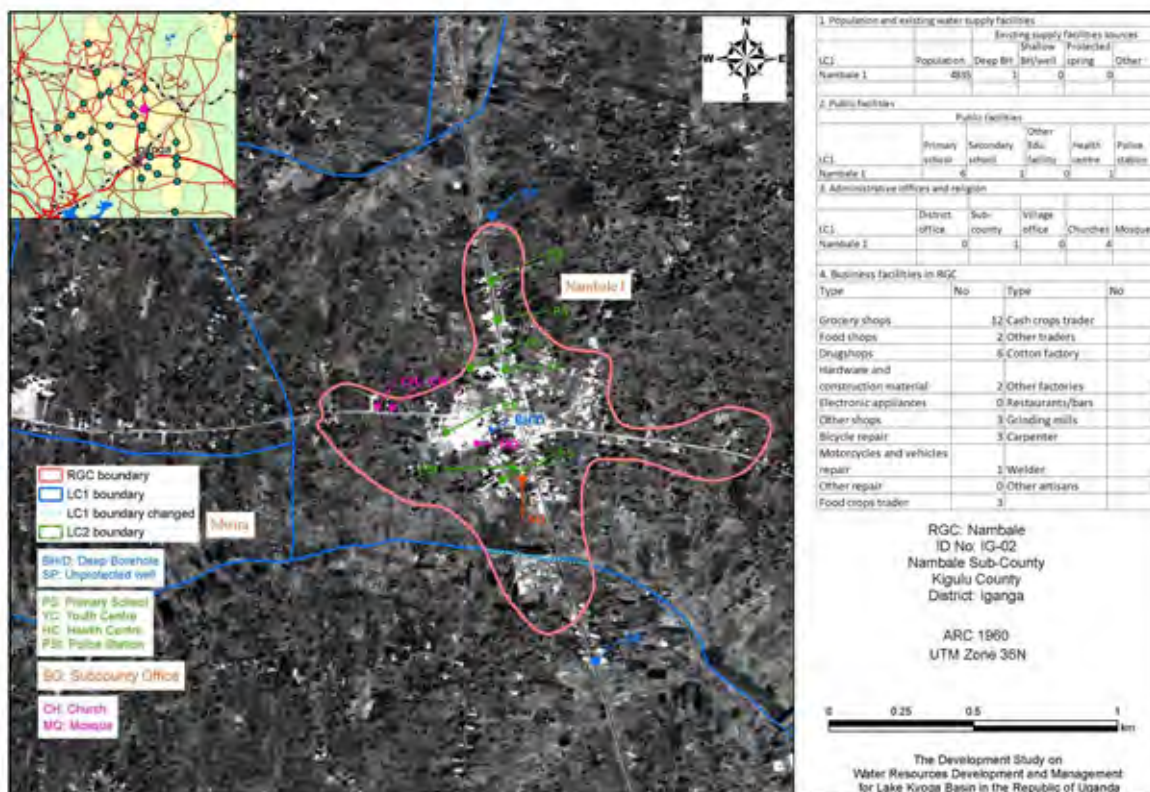 N
W E
S
Nambale 1
BH/D
RGC boundary
LC1 boundary
LC1 boundary changed
LC2 boundary
BH/D: Deep Borehole
SP: Unprotected well
PS: Primary School
YC: Youth Centre
HC: Health Centre
PSt: Police Station
SO: Subcounty Office
CH: Church
MQ: Mosque
1. Population and existing water supply facilities
Existing supply facilities sources
LC1 Population Deep BH Shallow BH/well Protected spring Other
Nambale 1 1 0 0
2. Public facilities
Public facilities
LC1 Primary school Secondary school Other Edu. facility Health centre Police station
Nambale 1 6 1 0 1
3. Administrative offices and religion
LC1 District office Sub-county Village office Churches Mosque
Nambale 1 0 1 0 4
4. Business facilities in RGC
Type No Type No
Grocery shops 12 Cash crops trader
Food shops 2 Other traders
Drugshops 6 Cotton factory
Hardware and
construction material 2 Other factories
Electronic appliances 0 Restaurants/bars
Other shops 3 Grinding mills
Bicycle repair 3 Carpenter
Motorcycles and vehicles
repair 1 Welder
Other repair 0 Other artisans
Food crops trader 3
RGC: Nambale
ID No: IG-02
Nambale Sub-County
Kigulu County
District: Iganga
ARC 1960
UTM Zone 36N
0 0.25 0.5 1
km
The Development Study on
Water Resources Development and Management
for Lake Kyoga Basin in the Republic of Uganda